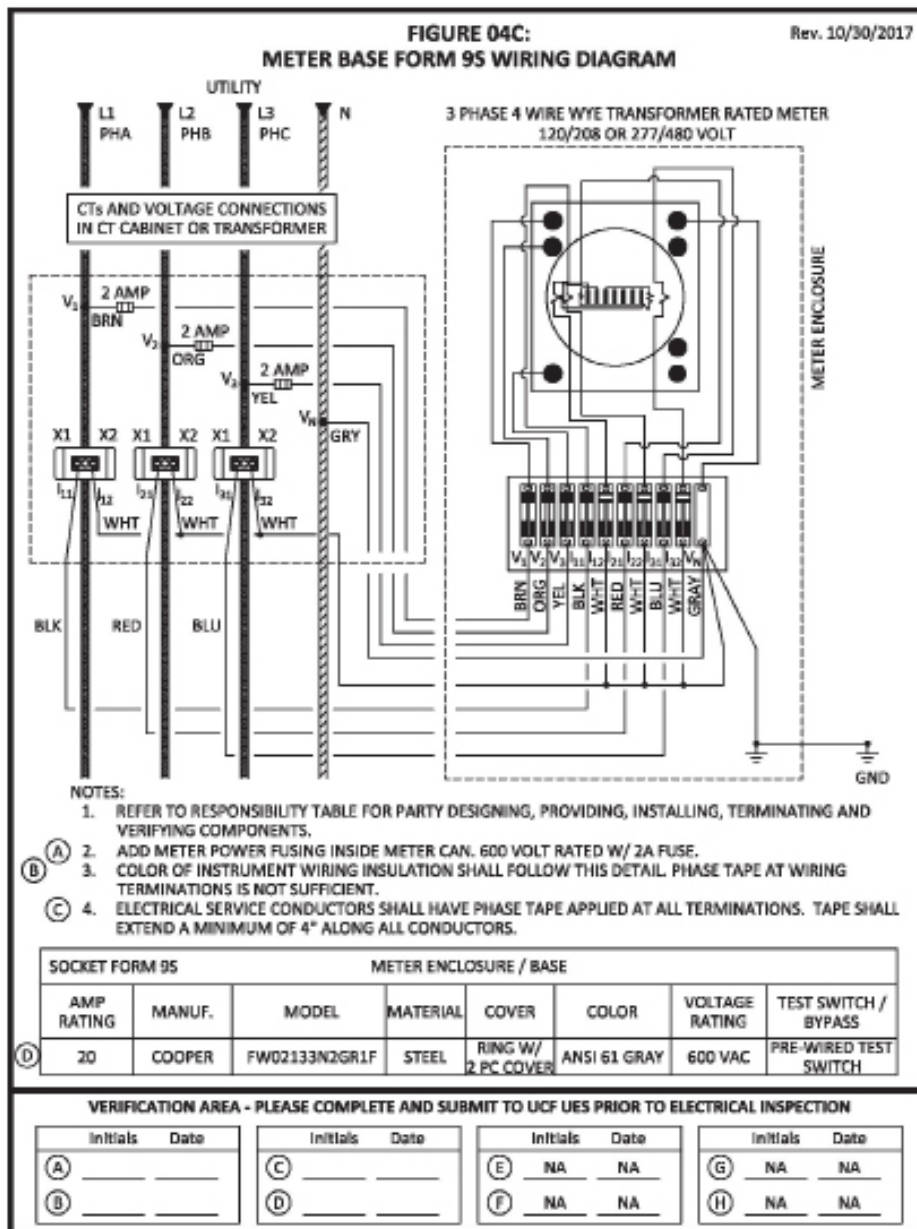 FIGURE 04C:
Rev. 10/30/2017
METER BASE FORM 9S WIRING DIAGRAM
UTILITY
L1 L2 L3 N
PHA PHB PHC
3 PHASE 4 WIRE WYE TRANSFORMER RATED METER
120/208 OR 277/480 VOLT
CTs AND VOLTAGE CONNECTIONS
IN CT CABINET OR TRANSFORMER
METER ENCLOSURE
V1 2 AMP
BRN
V2 2 AMP
ORG
V3 2 AMP
YEL
VN
GRY
X1 X2 X1 X2 X1 X2
I11 I12 I21 I22 I31 I32
WHT WHT WHT
V1 V2 V3 I11 I12 I21 I22 I31 I32 VN
BRN ORG YEL BLK WHT RED WHT BLU WHT GRAY
BLK RED BLU
GND
NOTES:
1. REFER TO RESPONSIBILITY TABLE FOR PARTY DESIGNING, PROVIDING, INSTALLING, TERMINATING AND
VERIFYING COMPONENTS.
A 2. ADD METER POWER FUSING INSIDE METER CAN. 600 VOLT RATED W/ 2A FUSE.
B 3. COLOR OF INSTRUMENT WIRING INSULATION SHALL FOLLOW THIS DETAIL. PHASE TAPE AT WIRING
TERMINATIONS IS NOT SUFFICIENT.
C 4. ELECTRICAL SERVICE CONDUCTORS SHALL HAVE PHASE TAPE APPLIED AT ALL TERMINATIONS. TAPE SHALL
EXTEND A MINIMUM OF 4" ALONG ALL CONDUCTORS.
SOCKET FORM 9S METER ENCLOSURE / BASE
AMP RATING MANUF. MODEL MATERIAL COVER COLOR VOLTAGE RATING TEST SWITCH / BYPASS
D 20 COOPER FW02133N2GR1F STEEL RING W/ 2 PC COVER ANSI 61 GRAY 600 VAC PRE-WIRED TEST SWITCH
VERIFICATION AREA - PLEASE COMPLETE AND SUBMIT TO UCF UES PRIOR TO ELECTRICAL INSPECTION
Initials Date Initials Date Initials Date Initials Date
A C E NA NA G NA NA
B D F NA NA H NA NA